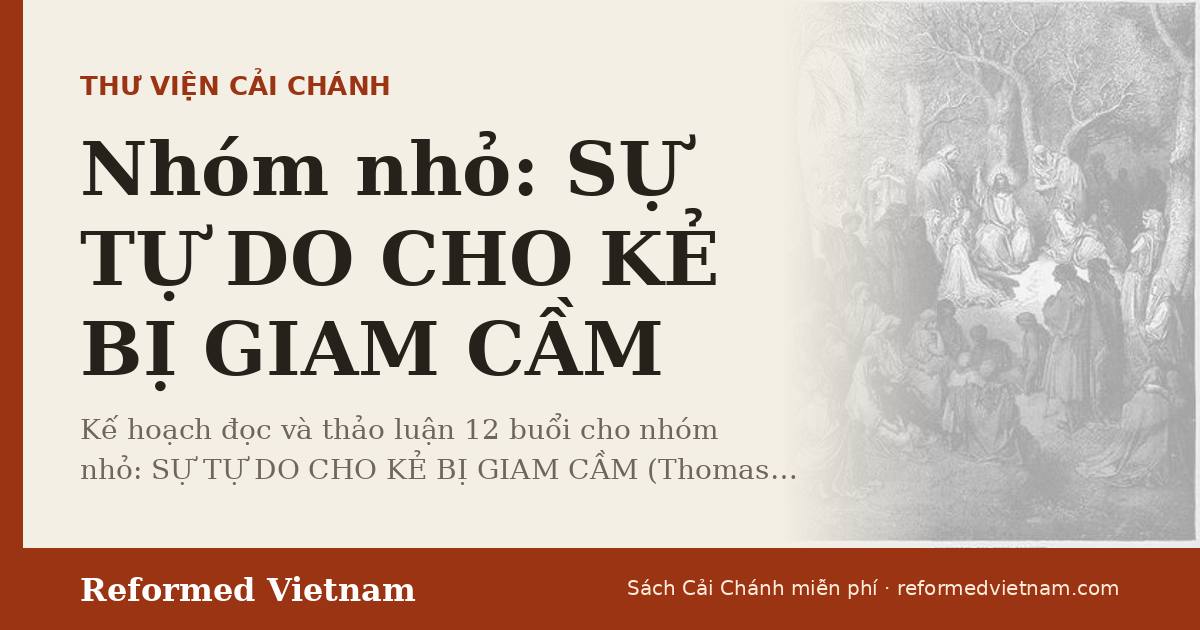 THƯ VIỆN CẢI CHÁNH
Nhóm nhỏ: SỰ
TỰ DO CHO KẺ
BỊ GIAM CẦM
Kế hoạch đọc và thảo luận 12 buổi cho nhóm
nhỏ: SỰ TỰ DO CHO KẺ BỊ GIAM CẦM (Thomas...
Reformed Vietnam
Sách Cải Chánh miễn phí · reformedvietnam.com